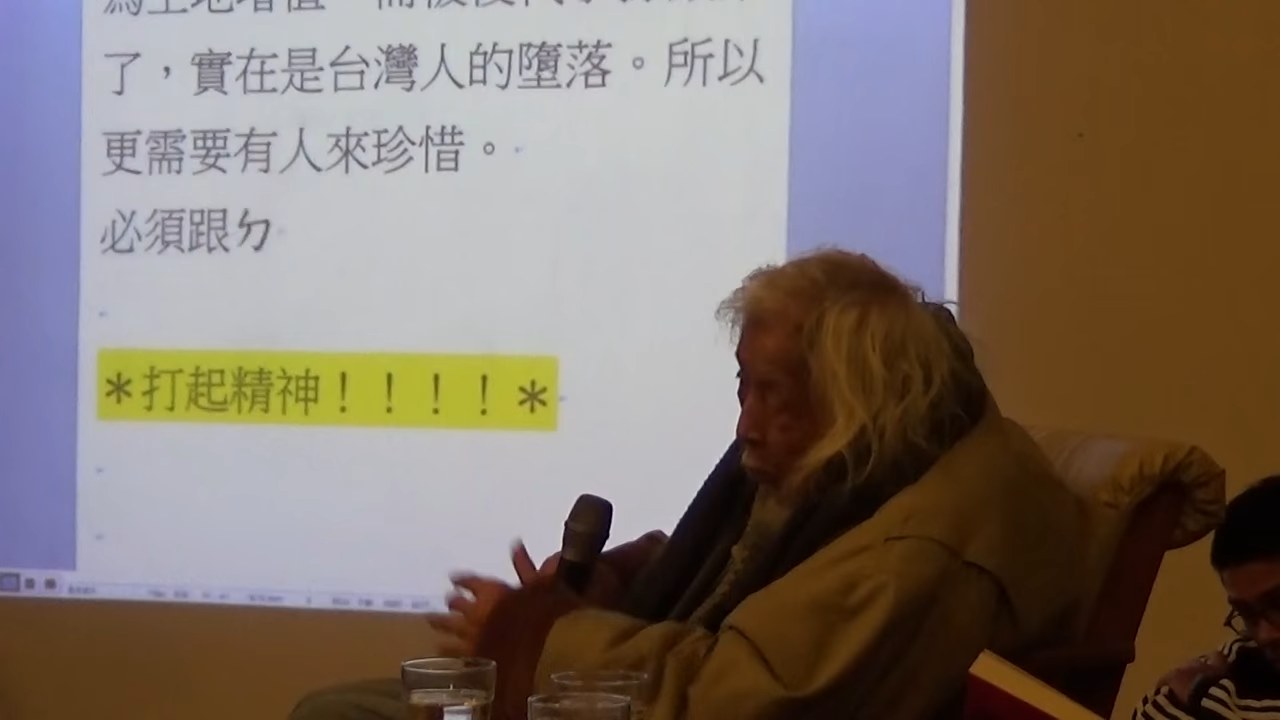 了，實在是台灣人的墮落。所以
更需要有人來珍惜。
必須跟ㄉ
＊打起精神！！！！＊